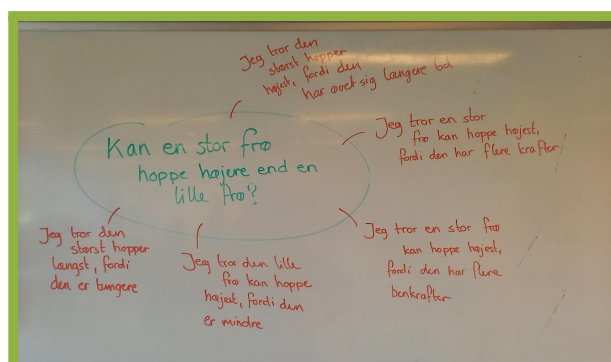 Jeg tror den
størst hopper
højest, fordi den
har øvet sig længere tid
Kan en stor frø
hoppe højere end en
lille frø?
Jeg tror en stor
frø kan hoppe højest,
fordi den har flere kræfter
Jeg tror en stor frø
kan hoppe højest,
fordi den har flere
benkræfter
Jeg tror den lille
frø kan hoppe
højest, fordi den
er mindre
Jeg tror den
størst hopper
længst, fordi
den er tungere